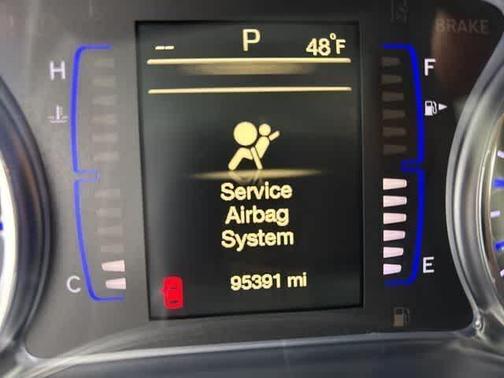 BRAKE
-- P 48°F
H
F
Service
Airbag
System
C
E
95391 mi